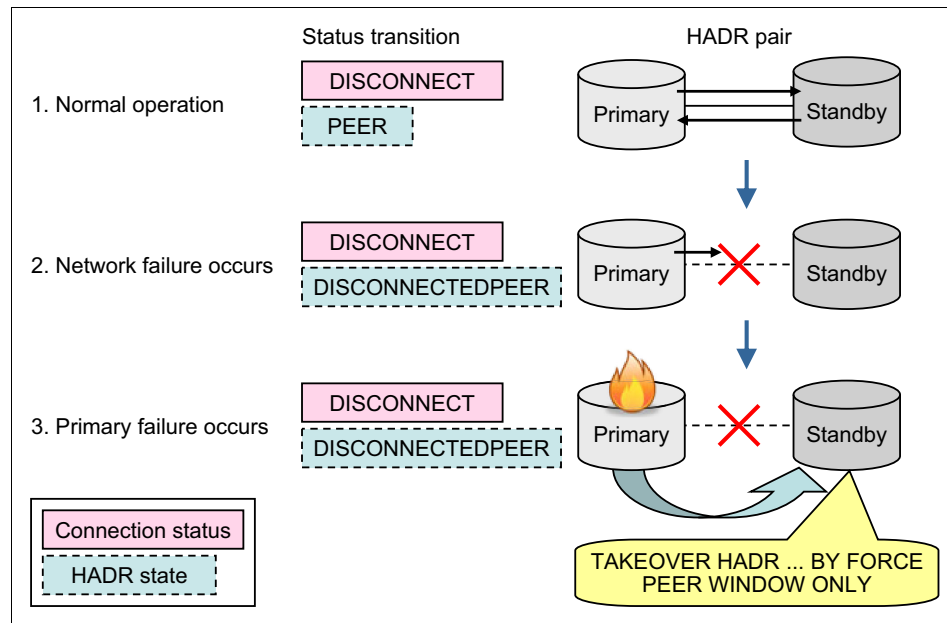 Status transition
HADR pair
1. Normal operation
DISCONNECT
PEER
Primary
Standby
2. Network failure occurs
DISCONNECT
DISCONNECTEDPEER
Primary
Standby
3. Primary failure occurs
DISCONNECT
DISCONNECTEDPEER
Primary
Standby
Connection status
HADR state
TAKEOVER HADR ... BY FORCE
PEER WINDOW ONLY